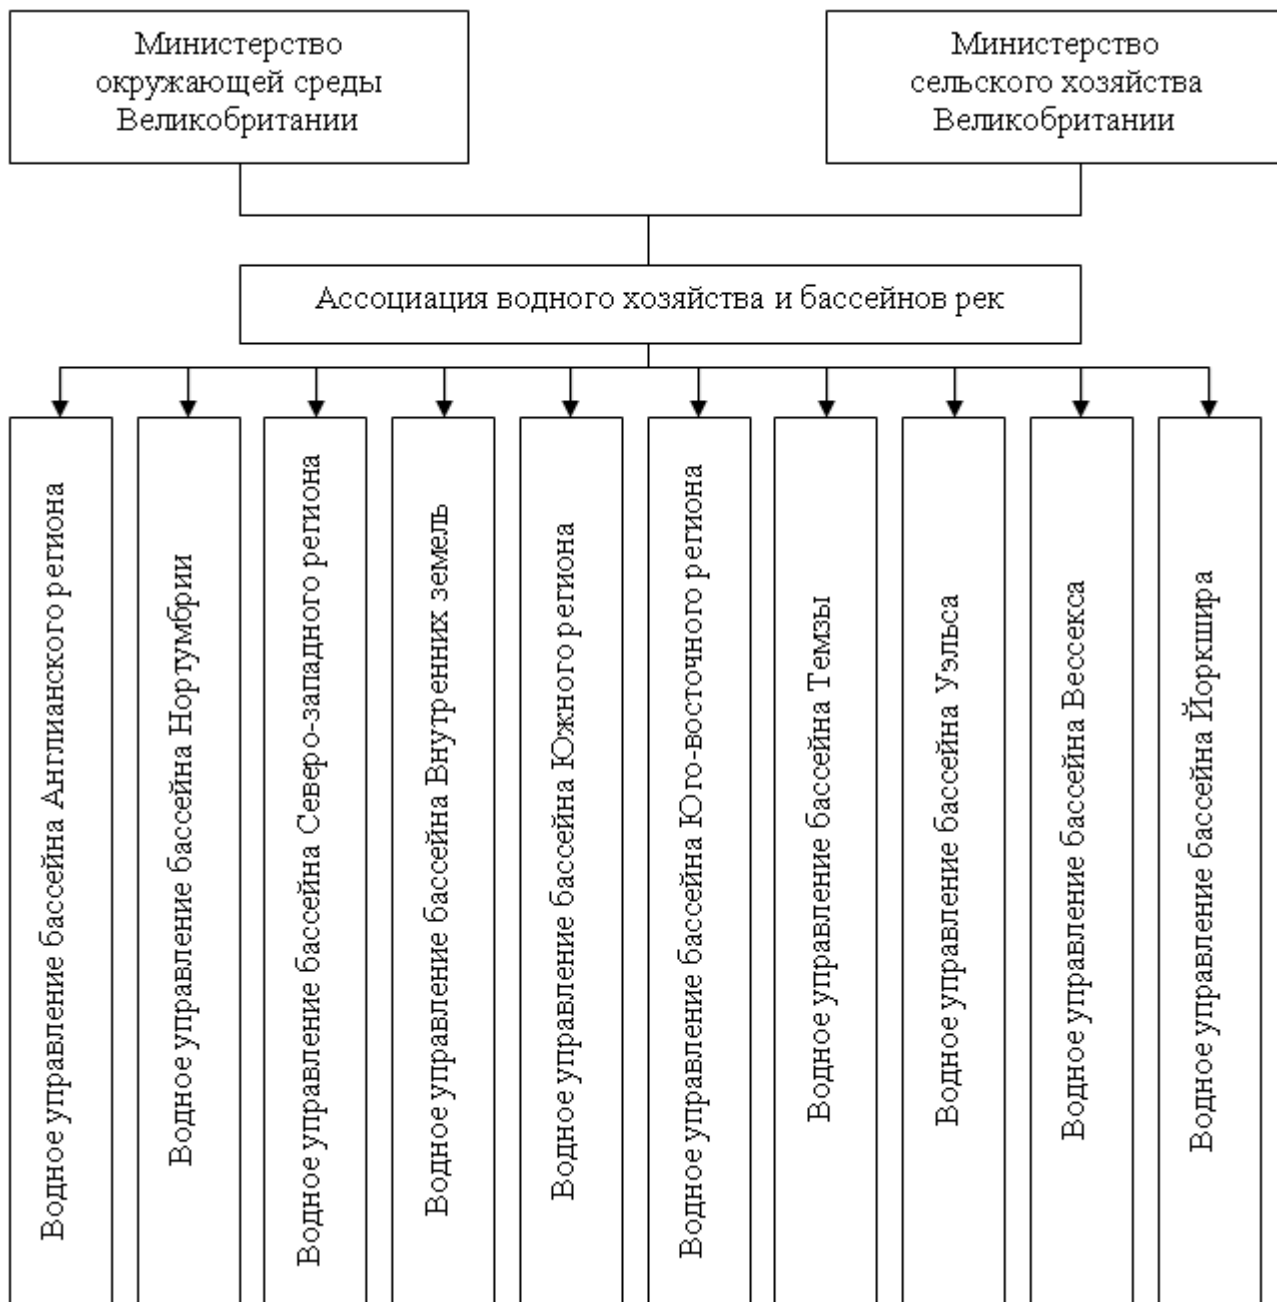 Министерство
окружающей среды
Великобритании
Министерство
сельского хозяйства
Великобритании
Ассоциация водного хозяйства и бассейнов рек
Водное управление бассейна Англианского региона
Водное управление бассейна Нортумбрии
Водное управление бассейна Северо-западного региона
Водное управление бассейна Внутренних земель
Водное управление бассейна Южного региона
Водное управление бассейна Юго-восточного региона
Водное управление бассейна Темзы
Водное управление бассейна Уэльса
Водное управление бассейна Вессекса
Водное управление бассейна Йоркшира